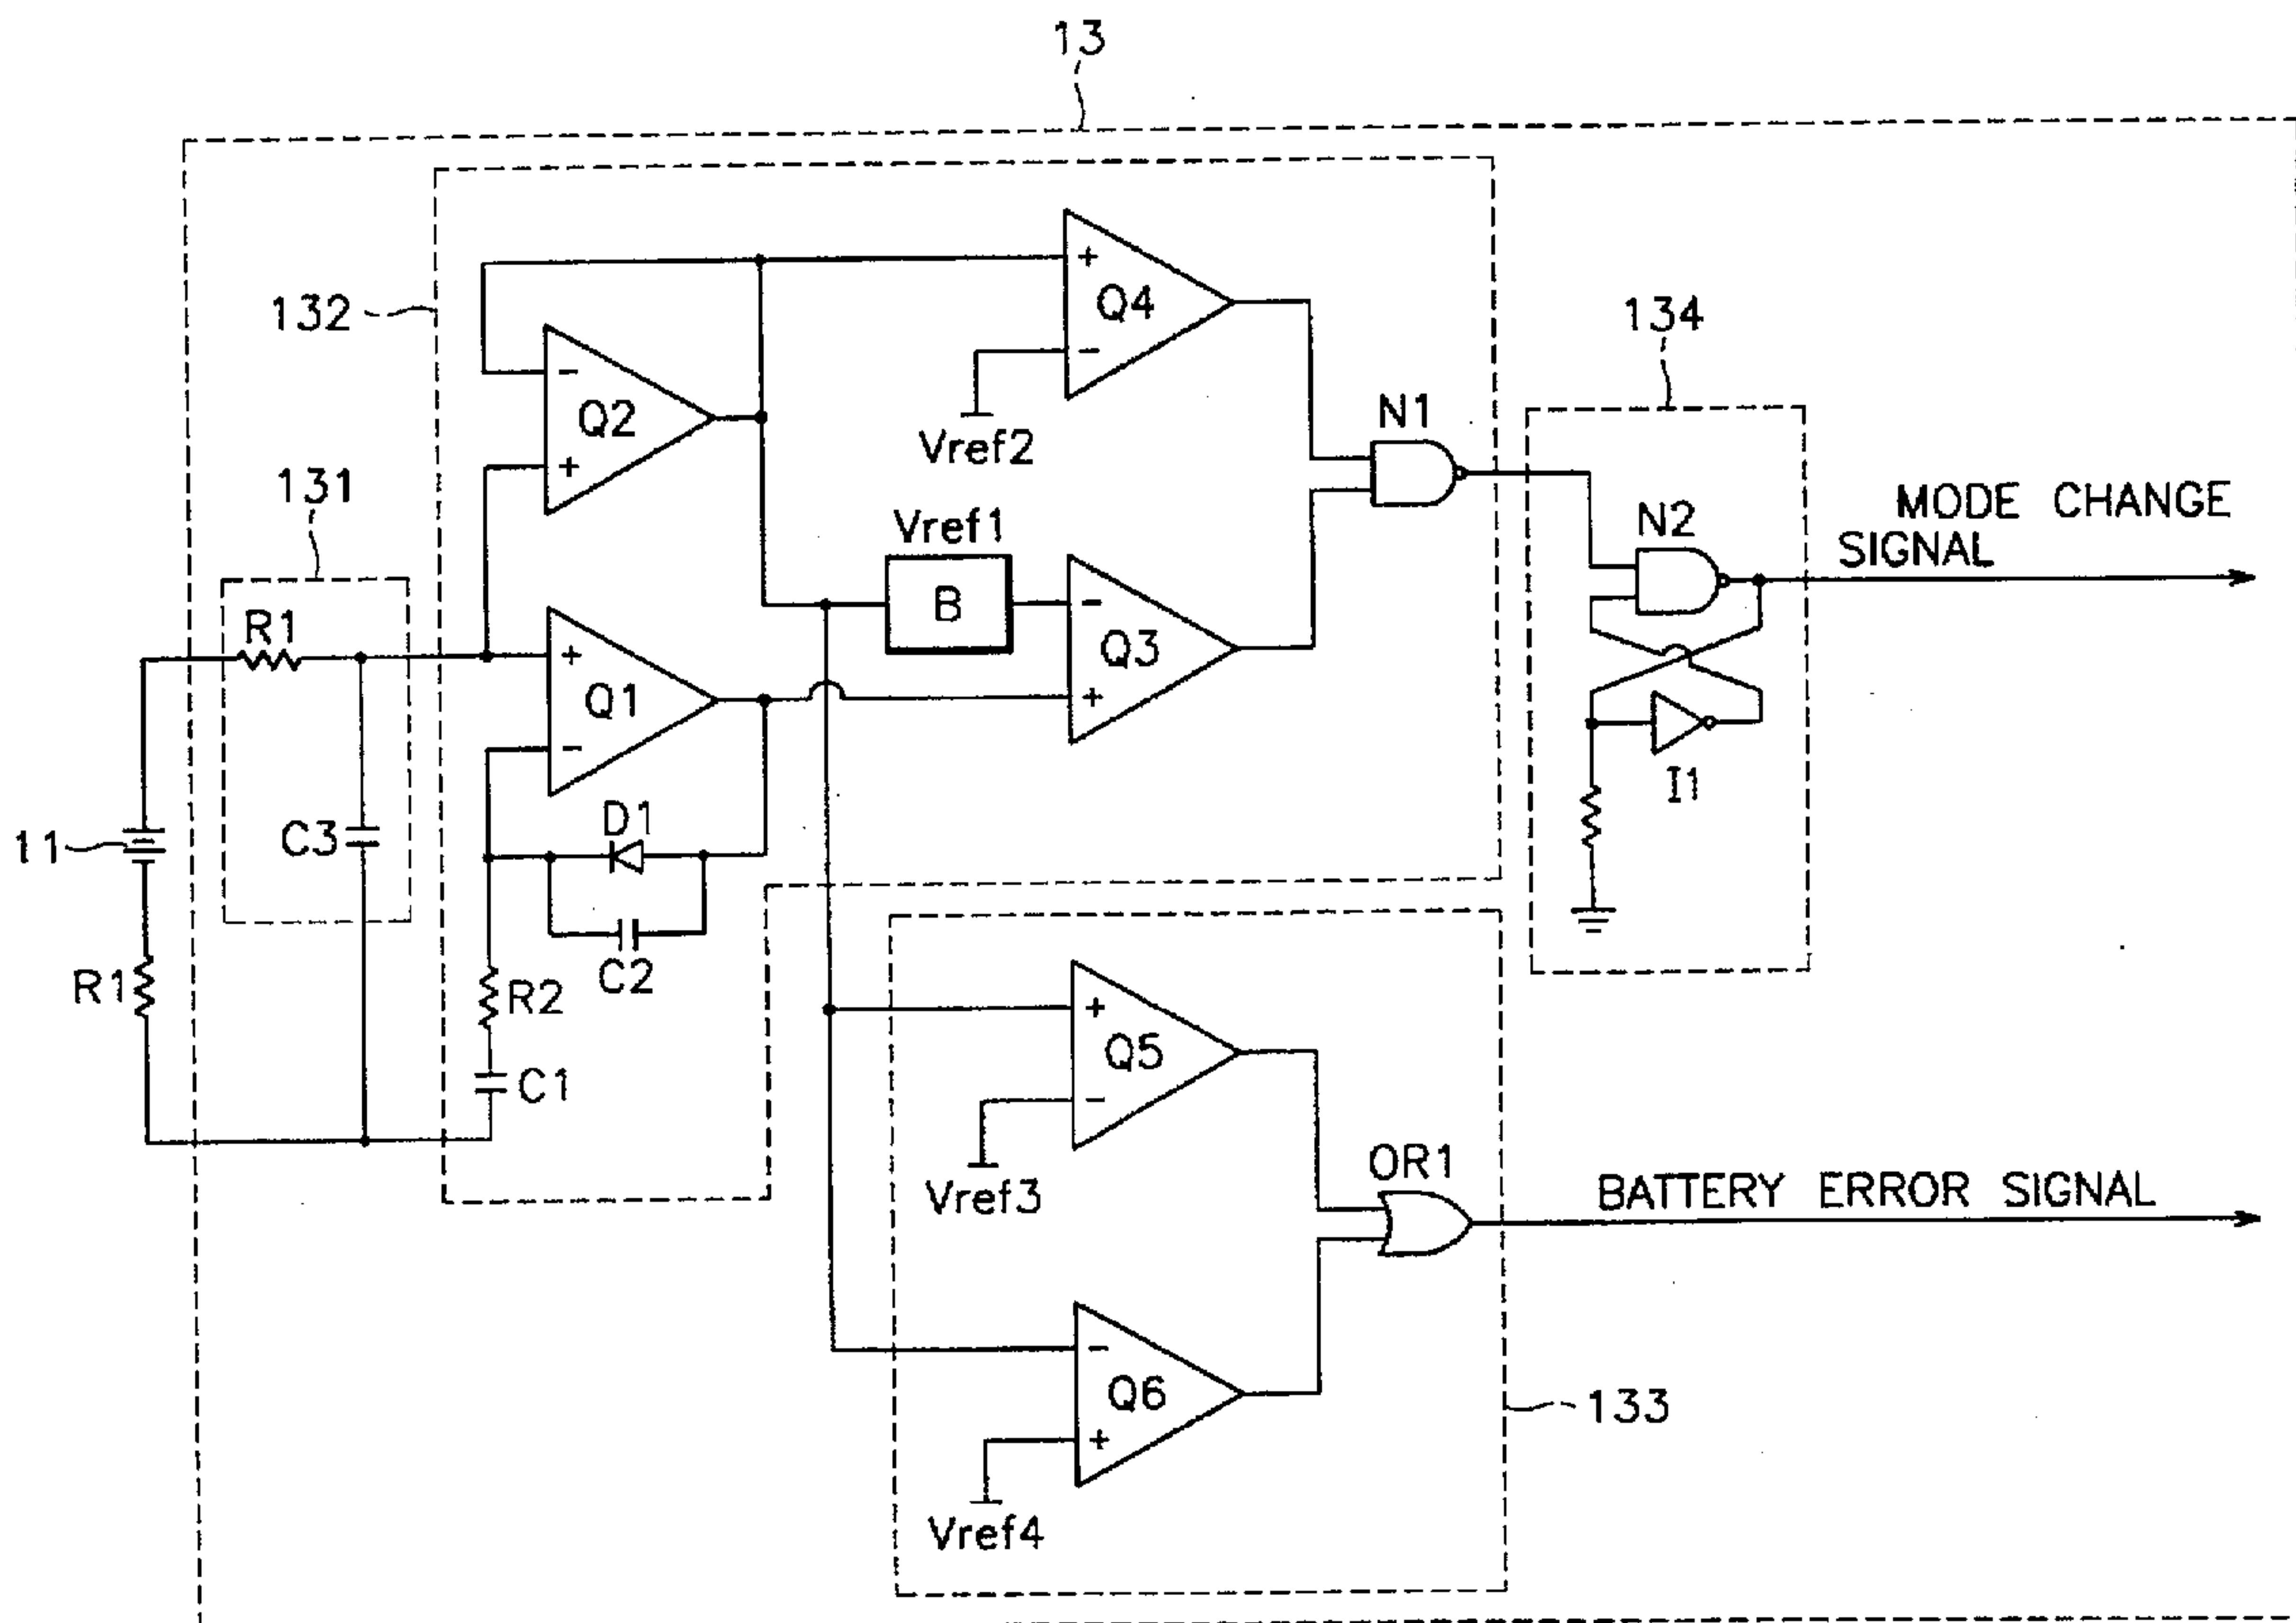 13
132
Q4
134
Q2
Vref2
N1
131
Vref1
MODE CHANGE
SIGNAL
N2
R1
B
Q3
Q1
I1
11
C3
D1
C2
R1
R2
Q5
C1
Vref3
OR1
BATTERY ERROR SIGNAL
Q6
133
Vref4